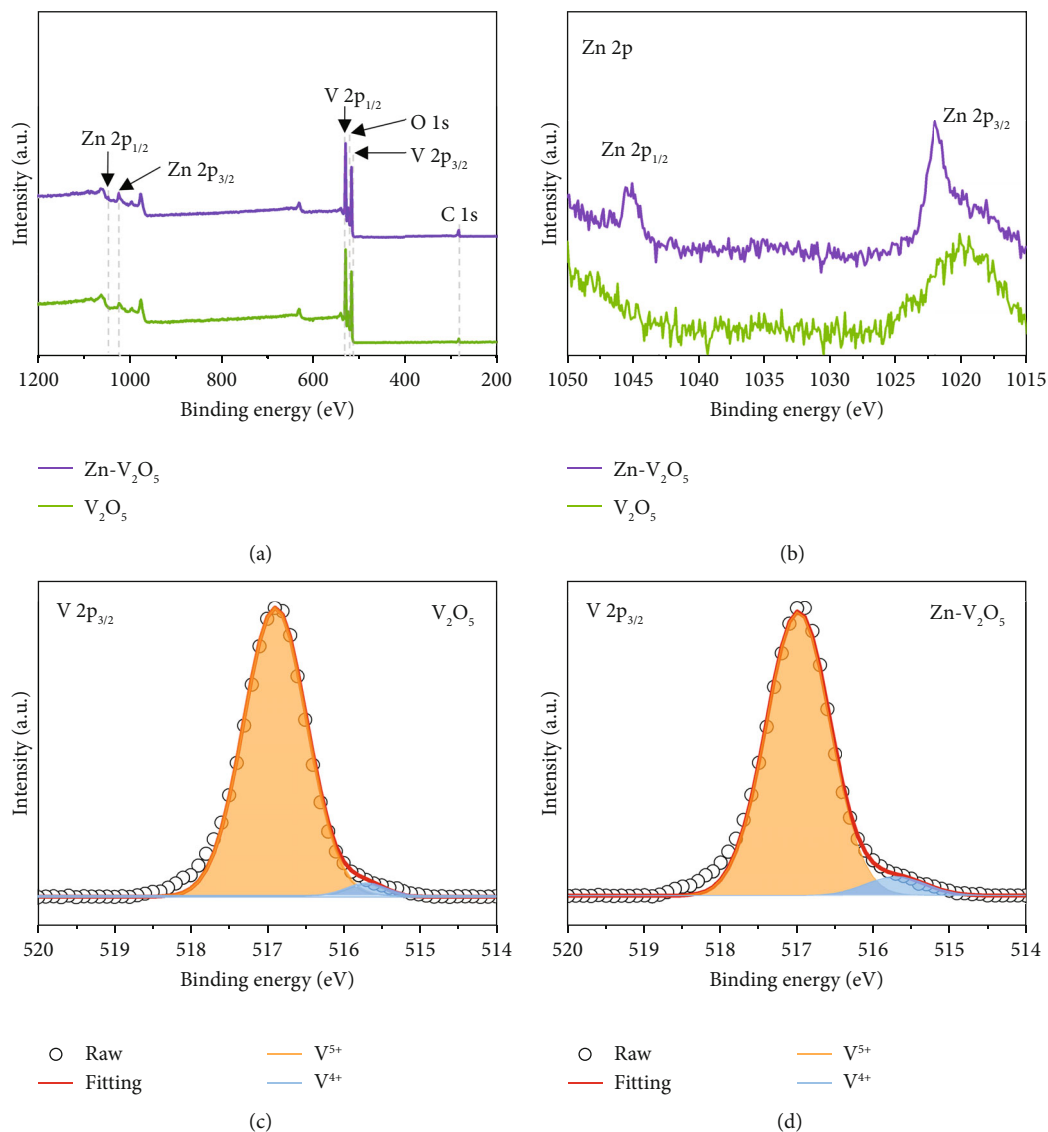 Intensity (a.u.)
Zn 2p₁/₂
Zn 2p₃/₂
V 2p₁/₂
O 1s
V 2p₃/₂
C 1s
1200 1000 800 600 400 200
Binding energy (eV)
Zn-V₂O₅
V₂O₅
(a)
Intensity (a.u.)
Zn 2p
Zn 2p₁/₂
Zn 2p₃/₂
1050 1045 1040 1035 1030 1025 1020 1015
Binding energy (eV)
Zn-V₂O₅
V₂O₅
(b)
Intensity (a.u.)
V 2p₃/₂ V₂O₅
520 519 518 517 516 515 514
Binding energy (eV)
Raw V⁵⁺
Fitting V⁴⁺
(c)
Intensity (a.u.)
V 2p₃/₂ Zn-V₂O₅
520 519 518 517 516 515 514
Binding energy (eV)
Raw V⁵⁺
Fitting V⁴⁺
(d)